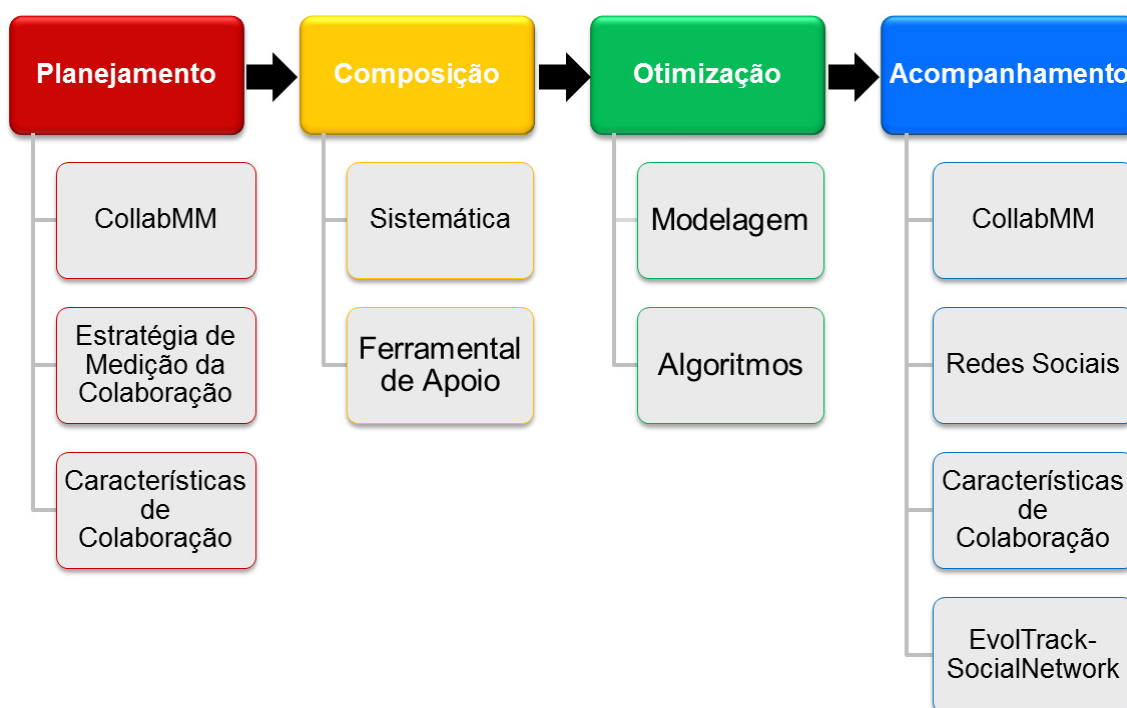 Planejamento
Composição
Otimização
Acompanhamento
CollabMM
Estratégia de
Medição da
Colaboração
Características
de
Colaboração
Sistemática
Ferramental
de Apoio
Modelagem
Algoritmos
CollabMM
Redes Sociais
Características
de
Colaboração
EvolTrack-
SocialNetwork